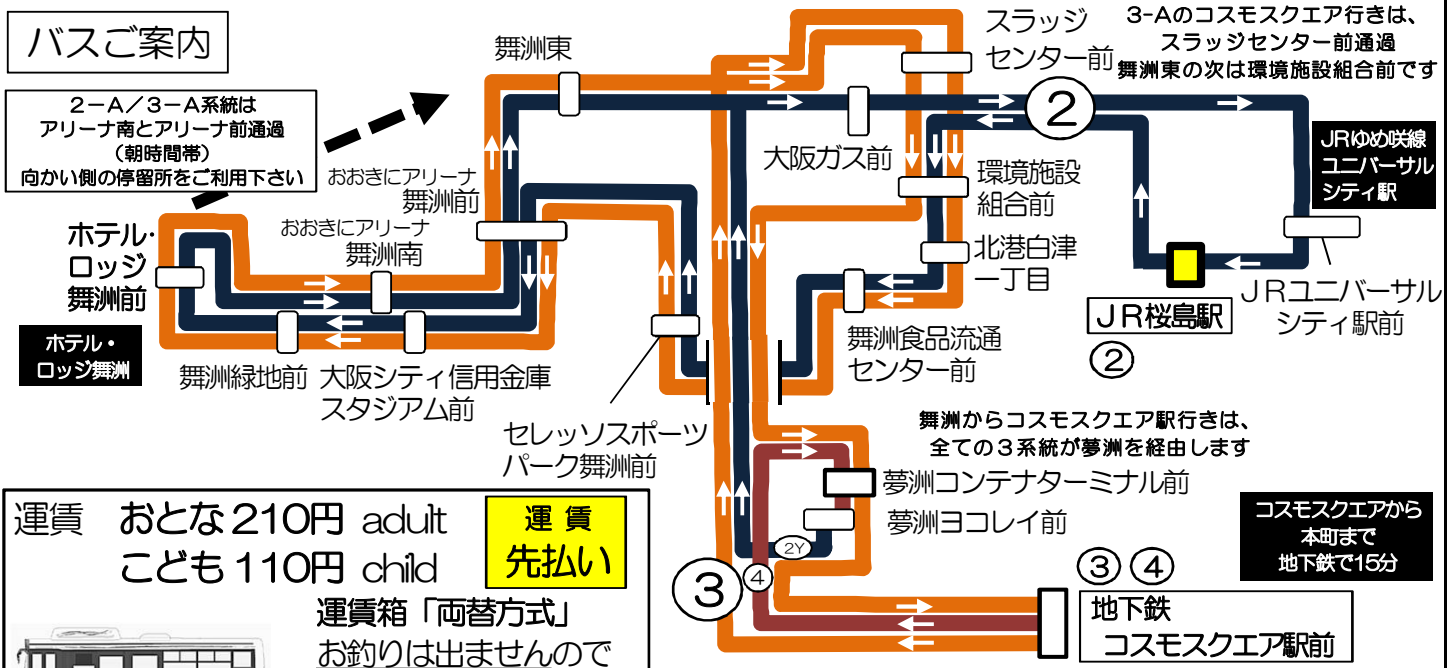 バスご案内
2-A/3-A系統は
アリーナ南とアリーナ前通過
(朝時間帯)
向かい側の停留所をご利用下さい
舞洲東
スラッジ
センター前
3-Aのコスモスクエア行きは、
スラッジセンター前通過
舞洲東の次は環境施設組合前です
②
大阪ガス前
おおきにアリーナ
舞洲前
おおきにアリーナ
舞洲南
ホテル・
ロッジ
舞洲前
ホテル・
ロッジ舞洲
環境施設
組合前
北港白津
一丁目
JRゆめ咲線
ユニバーサル
シティ駅
JR桜島駅
②
JRユニバーサル
シティ駅前
舞洲緑地前
大阪シティ信用金庫
スタジアム前
セレッソスポーツ
パーク舞洲前
舞洲食品流通
センター前
舞洲からコスモスクエア駅行きは、
全ての3系統が夢洲を経由します
夢洲コンテナターミナル前
夢洲ヨコレイ前
2Y
③
④
コスモスクエアから
本町まで
地下鉄で15分
③ ④
地下鉄
コスモスクエア駅前
運賃 おとな 210円 adult
こども 110円 child
運賃
先払い
運賃箱「両替方式」
お釣りは出ませんので